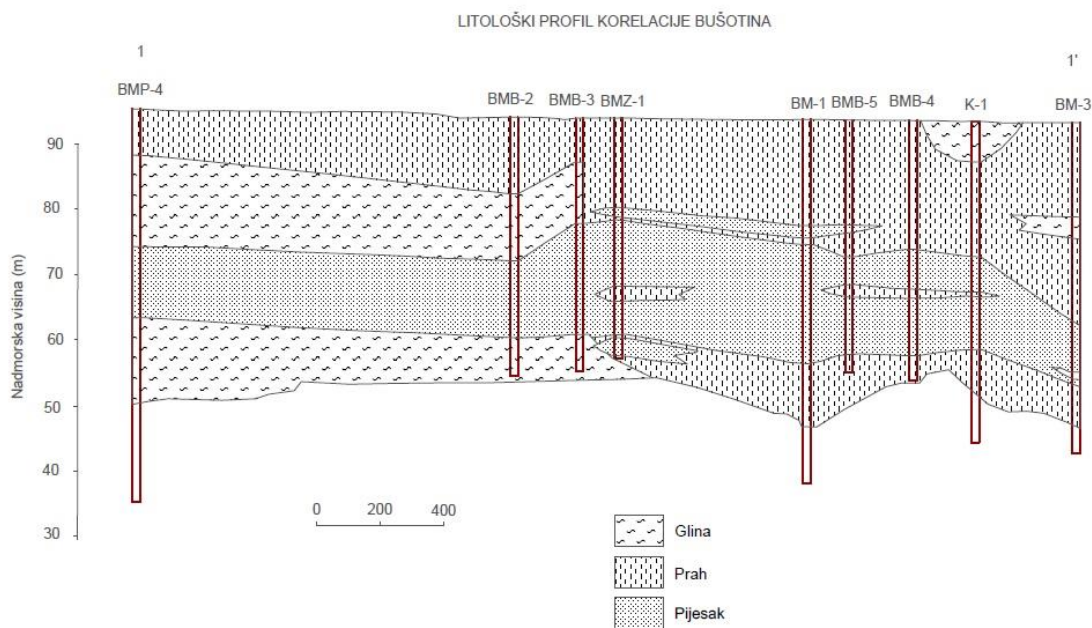 LITOLOŠKI PROFIL KORELACIJE BUŠOTINA
1
1'
BMP-4
BMB-2
BMB-3
BMZ-1
BM-1
BMB-5
BMB-4
K-1
BM-3
Nadmorska visina (m)
90
80
70
60
50
40
30
0 200 400
Glina
Prah
Pijesak